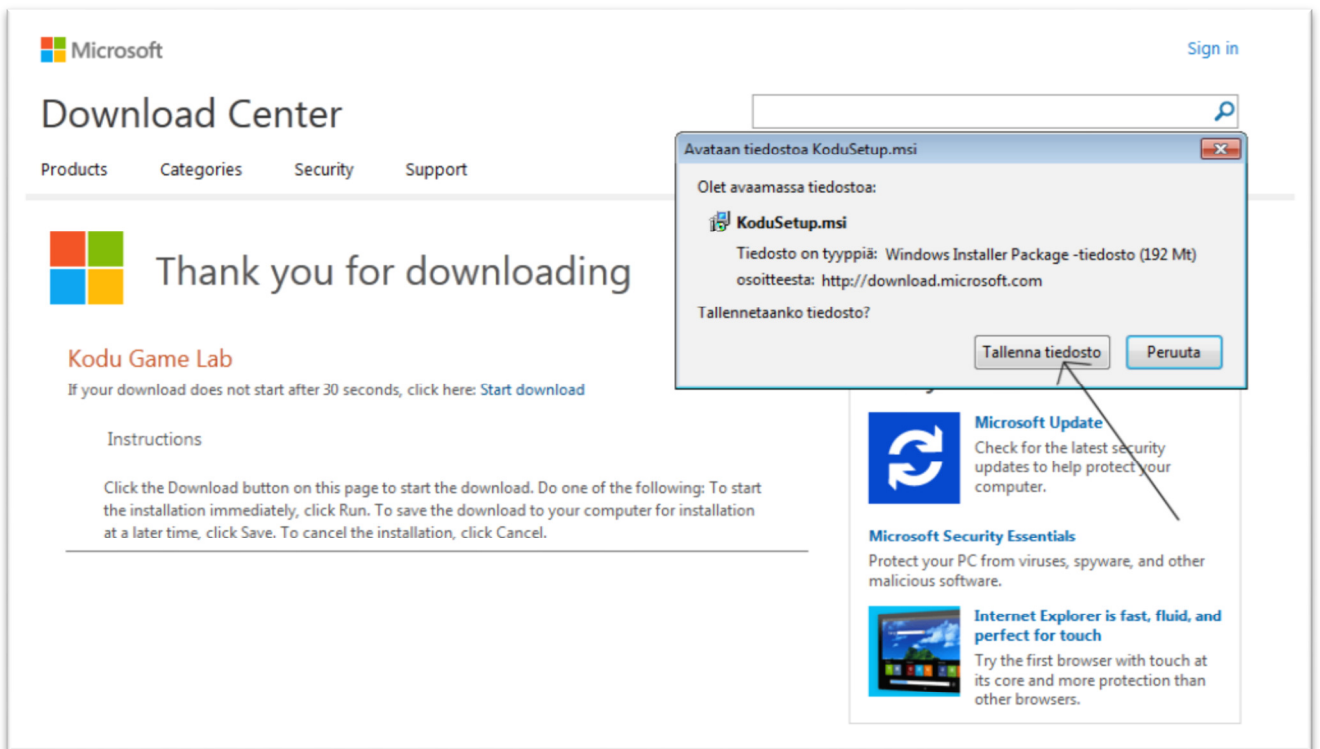 Microsoft
Sign in
Download Center
Products Categories Security Support
Avataan tiedostoa KoduSetup.msi
Olet avaamassa tiedostoa:
KoduSetup.msi
Tiedosto on tyyppiä: Windows Installer Package -tiedosto (192 Mt)
osoitteesta: http://download.microsoft.com
Tallennetaanko tiedosto?
Tallenna tiedosto Peruuta
Thank you for downloading
Kodu Game Lab
If your download does not start after 30 seconds, click here: Start download
Instructions
Click the Download button on this page to start the download. Do one of the following: To start
the installation immediately, click Run. To save the download to your computer for installation
at a later time, click Save. To cancel the installation, click Cancel.
Microsoft Update
Check for the latest security
updates to help protect your
computer.
Microsoft Security Essentials
Protect your PC from viruses, spyware, and other
malicious software.
Internet Explorer is fast, fluid, and
perfect for touch
Try the first browser with touch at
its core and more protection than
other browsers.